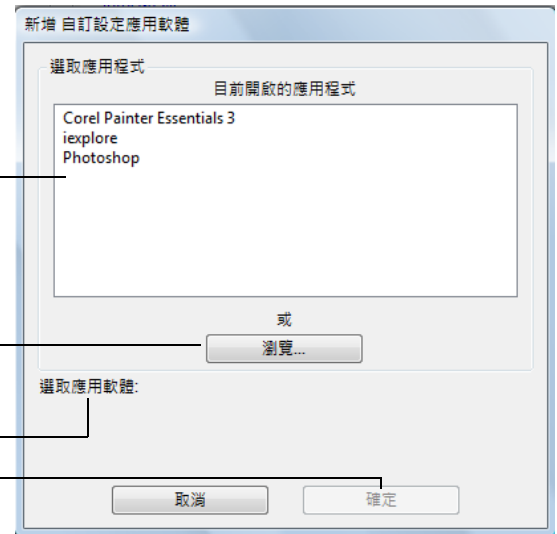 新增 自訂設定應用軟體
選取應用程式
目前開啟的應用程式
Corel Painter Essentials 3
iexplore
Photoshop
或
瀏覽...
選取應用軟體:
取消
確定